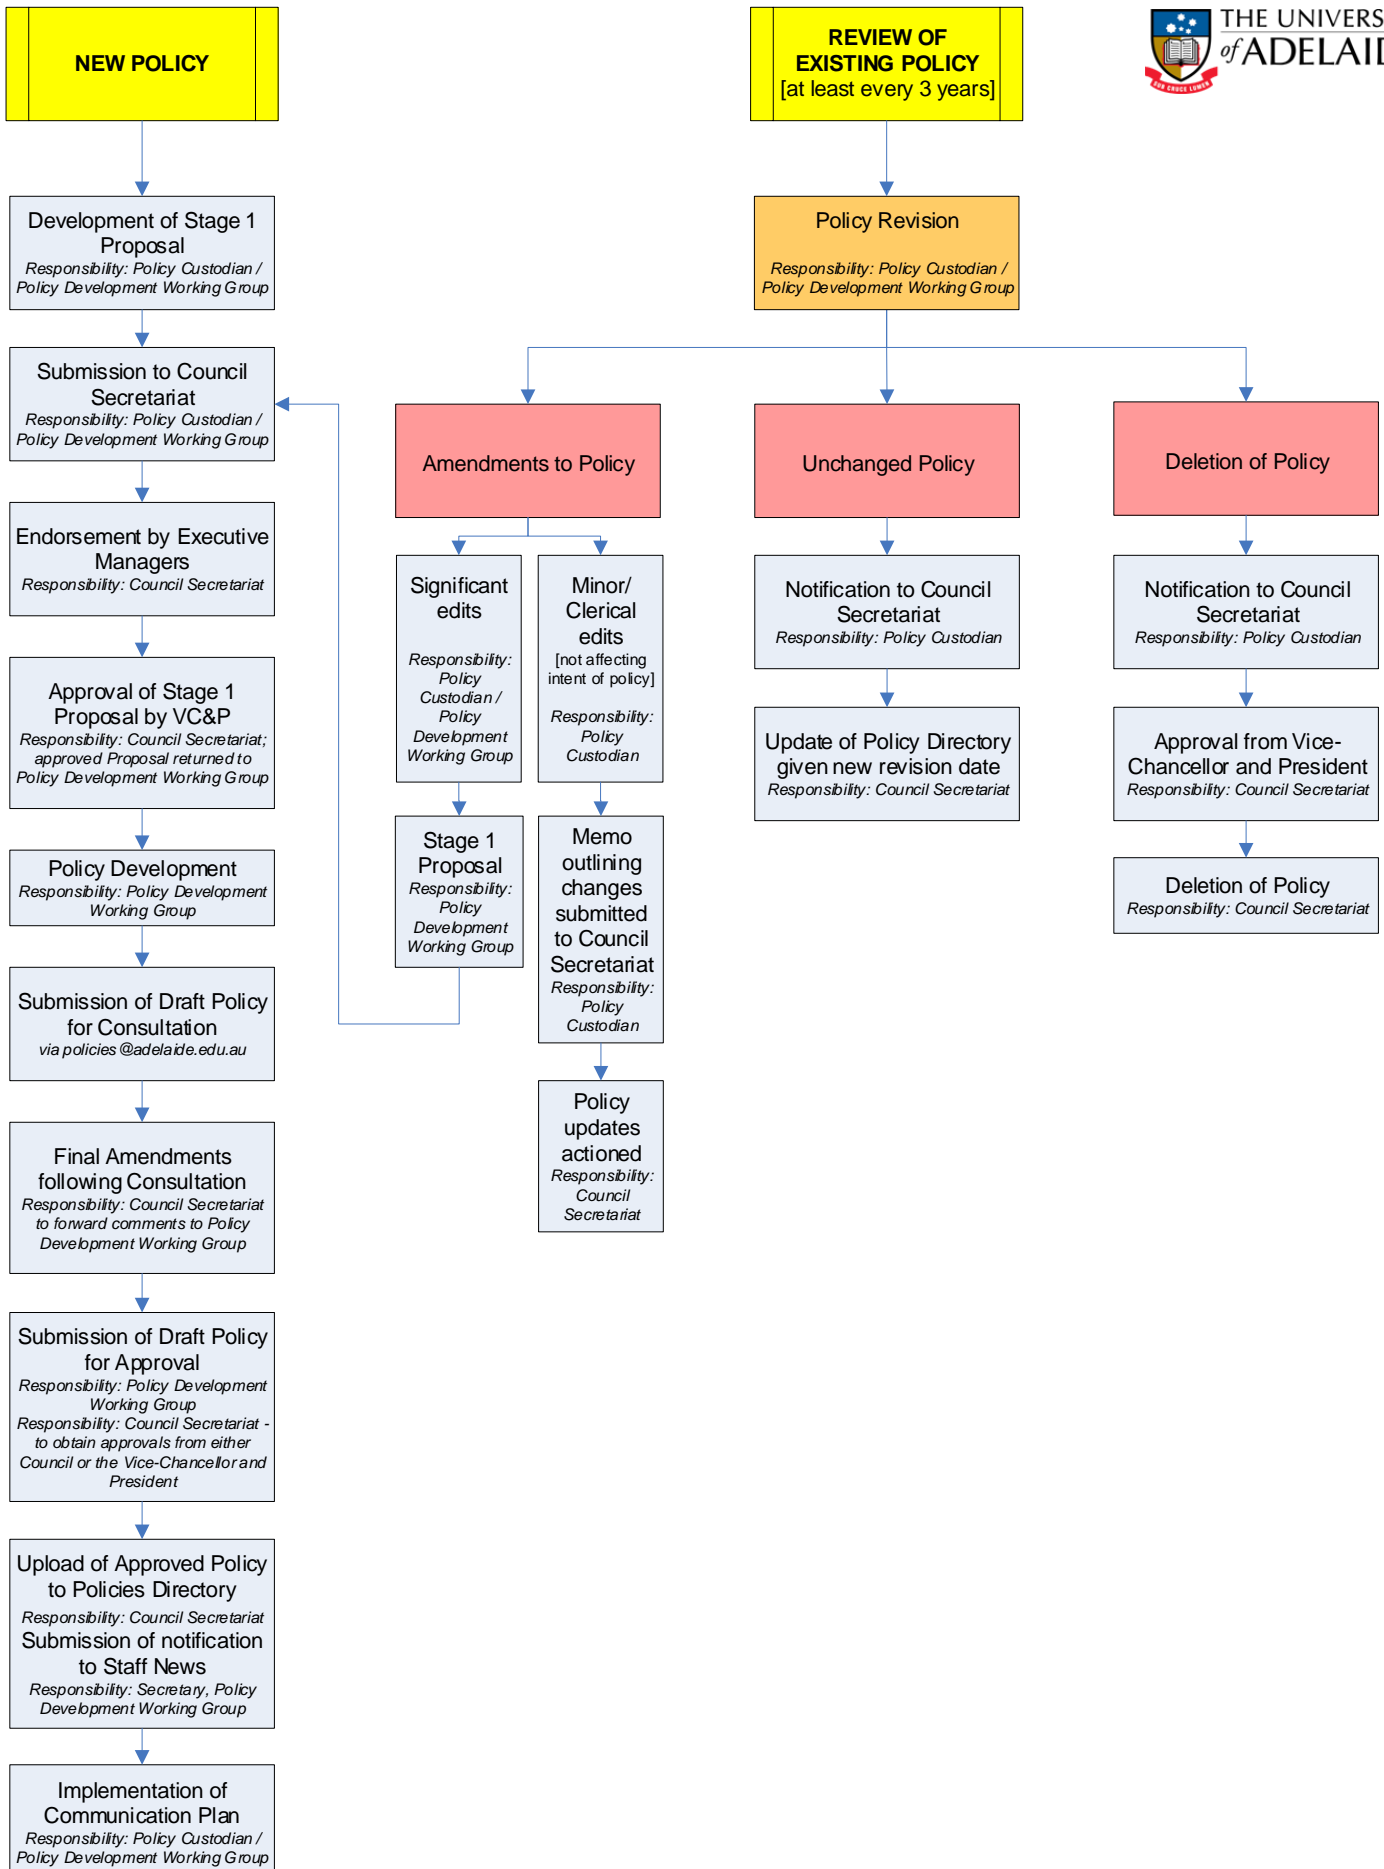 NEW POLICY
REVIEW OF
EXISTING POLICY
[at least every 3 years]
THE UNIVERS
of ADELAID
SUB CRUCE LUMEN
Development of Stage 1
Proposal
Responsibility: Policy Custodian /
Policy Development Working Group
Submission to Council
Secretariat
Responsibility: Policy Custodian /
Policy Development Working Group
Endorsement by Executive
Managers
Responsibility: Council Secretariat
Approval of Stage 1
Proposal by VC&P
Responsibility: Council Secretariat;
approved Proposal returned to
Policy Development Working Group
Policy Development
Responsibility: Policy Development
Working Group
Submission of Draft Policy
for Consultation
via policies@adelaide.edu.au
Final Amendments
following Consultation
Responsibility: Council Secretariat
to forward comments to Policy
Development Working Group
Submission of Draft Policy
for Approval
Responsibility: Policy Development
Working Group
Responsibility: Council Secretariat -
to obtain approvals from either
Council or the Vice-Chancellor and
President
Upload of Approved Policy
to Policies Directory
Responsibility: Council Secretariat
Submission of notification
to Staff News
Responsibility: Secretary, Policy
Development Working Group
Implementation of
Communication Plan
Responsibility: Policy Custodian /
Policy Development Working Group
Policy Revision
Responsibility: Policy Custodian /
Policy Development Working Group
Amendments to Policy
Significant
edits
Responsibility:
Policy
Custodian /
Policy
Development
Working Group
Stage 1
Proposal
Responsibility:
Policy
Development
Working Group
Minor/
Clerical
edits
[not affecting
intent of policy]
Responsibility:
Policy
Custodian
Memo
outlining
changes
submitted
to Council
Secretariat
Responsibility:
Policy
Custodian
Policy
updates
actioned
Responsibility:
Council
Secretariat
Unchanged Policy
Notification to Council
Secretariat
Responsibility: Policy Custodian
Update of Policy Directory
given new revision date
Responsibility: Council Secretariat
Deletion of Policy
Notification to Council
Secretariat
Responsibility: Policy Custodian
Approval from Vice-
Chancellor and President
Responsibility: Council Secretariat
Deletion of Policy
Responsibility: Council Secretariat